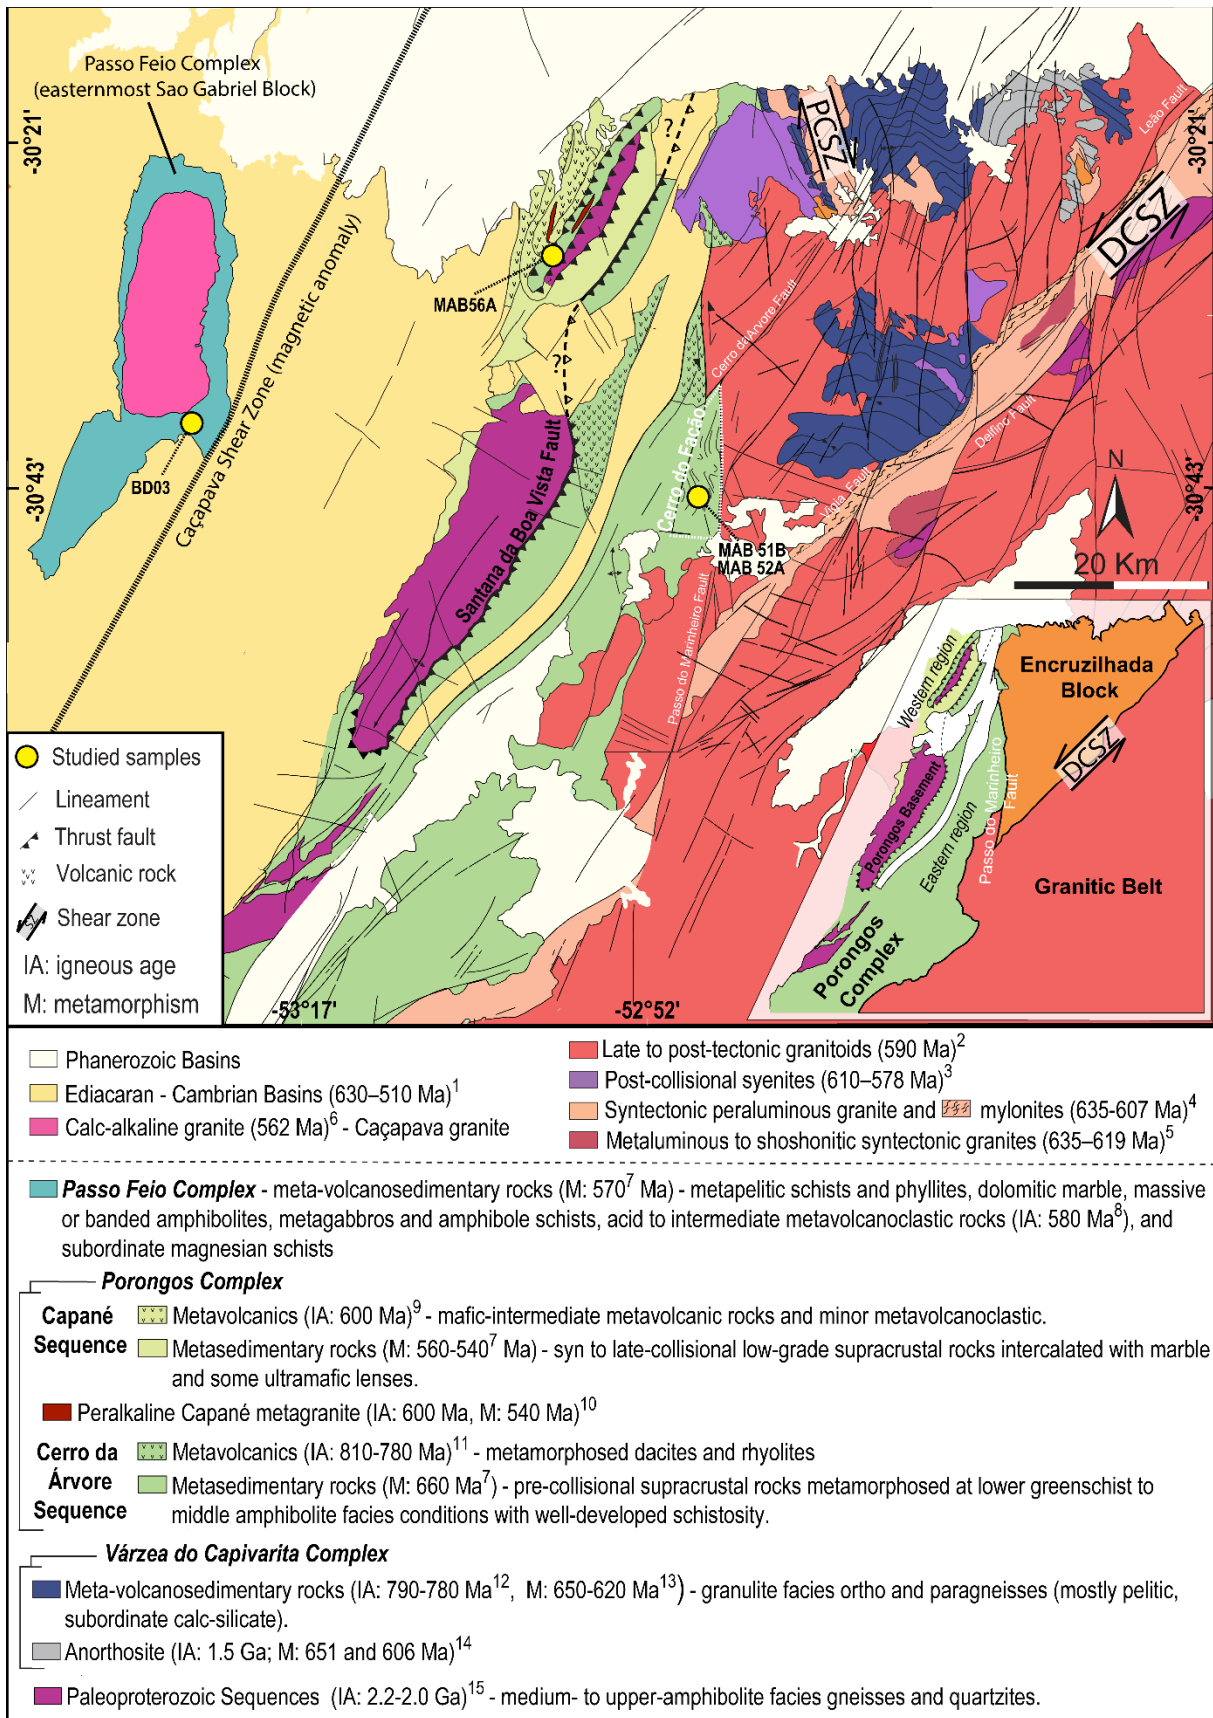 Passo Feio Complex
(easternmost Sao Gabriel Block)
-30°21'
-30°43'
-30°21'
-30°43'
Caçapava Shear Zone (magnetic anomaly)
BD03
MAB56A
?
?
PCSZ
DCSZ
Leão Fault
Cerro da Arvore Fault
Delfino Fault
Vigia Fault
Cerro do Facão
Santana da Boa Vista Fault
MAB 51B
MAB 52A
Passo do Marinheiro Fault
N
20 Km
Encruzilhada
Block
DCSZ
Western region
Porongos Basement
Eastern region
Passo do Marinheiro
Fault
Granitic Belt
Porongos
Complex
-53°17'
-52°52'
Studied samples
Lineament
Thrust fault
Volcanic rock
SZ
Shear zone
IA: igneous age
M: metamorphism
Phanerozoic Basins
Ediacaran - Cambrian Basins (630–510 Ma)1
Calc-alkaline granite (562 Ma)6 - Caçapava granite
Late to post-tectonic granitoids (590 Ma)2
Post-collisional syenites (610–578 Ma)3
Syntectonic peraluminous granite and mylonites (635-607 Ma)4
Metaluminous to shoshonitic syntectonic granites (635–619 Ma)5
Passo Feio Complex - meta-volcanosedimentary rocks (M: 5707 Ma) - metapelitic schists and phyllites, dolomitic marble, massive
or banded amphibolites, metagabbros and amphibole schists, acid to intermediate metavolcanoclastic rocks (IA: 580 Ma8), and
subordinate magnesian schists
Porongos Complex
Capané
Sequence
Metavolcanics (IA: 600 Ma)9 - mafic-intermediate metavolcanic rocks and minor metavolcanoclastic.
Metasedimentary rocks (M: 560-5407 Ma) - syn to late-collisional low-grade supracrustal rocks intercalated with marble
and some ultramafic lenses.
Peralkaline Capané metagranite (IA: 600 Ma, M: 540 Ma)10
Cerro da
Árvore
Sequence
Metavolcanics (IA: 810-780 Ma)11 - metamorphosed dacites and rhyolites
Metasedimentary rocks (M: 660 Ma7) - pre-collisional supracrustal rocks metamorphosed at lower greenschist to
middle amphibolite facies conditions with well-developed schistosity.
Várzea do Capivarita Complex
Meta-volcanosedimentary rocks (IA: 790-780 Ma12, M: 650-620 Ma13) - granulite facies ortho and paragneisses (mostly pelitic,
subordinate calc-silicate).
Anorthosite (IA: 1.5 Ga; M: 651 and 606 Ma)14
Paleoproterozoic Sequences (IA: 2.2-2.0 Ga)15 - medium- to upper-amphibolite facies gneisses and quartzites.